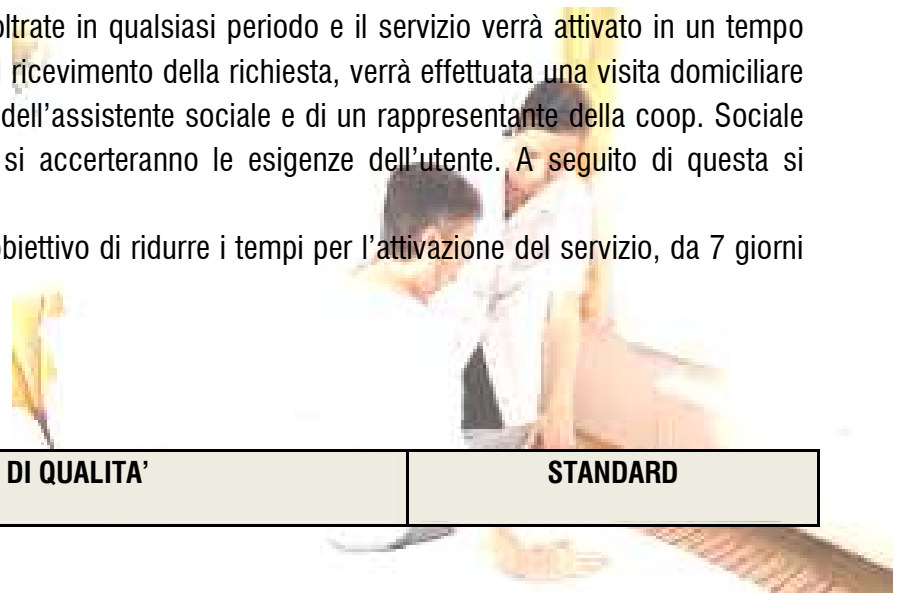 oltrate in qualsiasi periodo e il servizio verrà attivato in un tempo
ricevimento della richiesta, verrà effettuata una visita domiciliare
dell’assistente sociale e di un rappresentante della coop. Sociale
si accerteranno le esigenze dell’utente. A seguito di questa si
obiettivo di ridurre i tempi per l’attivazione del servizio, da 7 giorni
DI QUALITA’ STANDARD